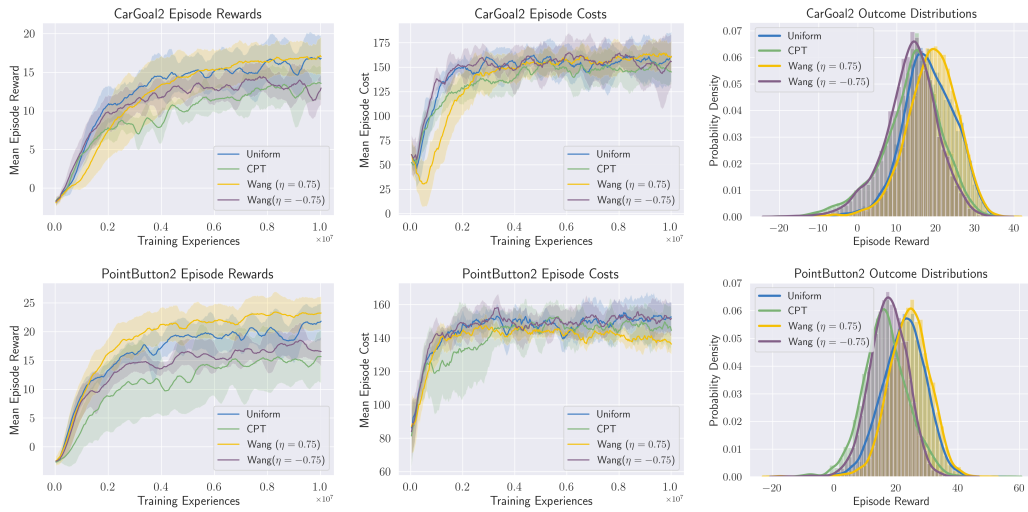 CarGoal2 Episode Rewards
Mean Episode Reward
20
15
10
5
0
Uniform
CPT
Wang (η = 0.75)
Wang(η = −0.75)
0.0 0.2 0.4 0.6 0.8 1.0
Training Experiences
×10⁷
CarGoal2 Episode Costs
Mean Episode Cost
175
150
125
100
75
50
25
0
Uniform
CPT
Wang (η = 0.75)
Wang(η = −0.75)
0.0 0.2 0.4 0.6 0.8 1.0
Training Experiences
×10⁷
CarGoal2 Outcome Distributions
Probability Density
0.07
0.06
0.05
0.04
0.03
0.02
0.01
0.00
Uniform
CPT
Wang (η = 0.75)
Wang (η = −0.75)
−20 −10 0 10 20 30 40
Episode Reward
PointButton2 Episode Rewards
Mean Episode Reward
25
20
15
10
5
0
Uniform
CPT
Wang (η = 0.75)
Wang(η = −0.75)
0.0 0.2 0.4 0.6 0.8 1.0
Training Experiences
×10⁷
PointButton2 Episode Costs
Mean Episode Cost
160
140
120
100
80
60
Uniform
CPT
Wang (η = 0.75)
Wang(η = −0.75)
0.0 0.2 0.4 0.6 0.8 1.0
Training Experiences
×10⁷
PointButton2 Outcome Distributions
Probability Density
0.07
0.06
0.05
0.04
0.03
0.02
0.01
0.00
Uniform
CPT
Wang (η = 0.75)
Wang (η = −0.75)
−20 0 20 40 60
Episode Reward